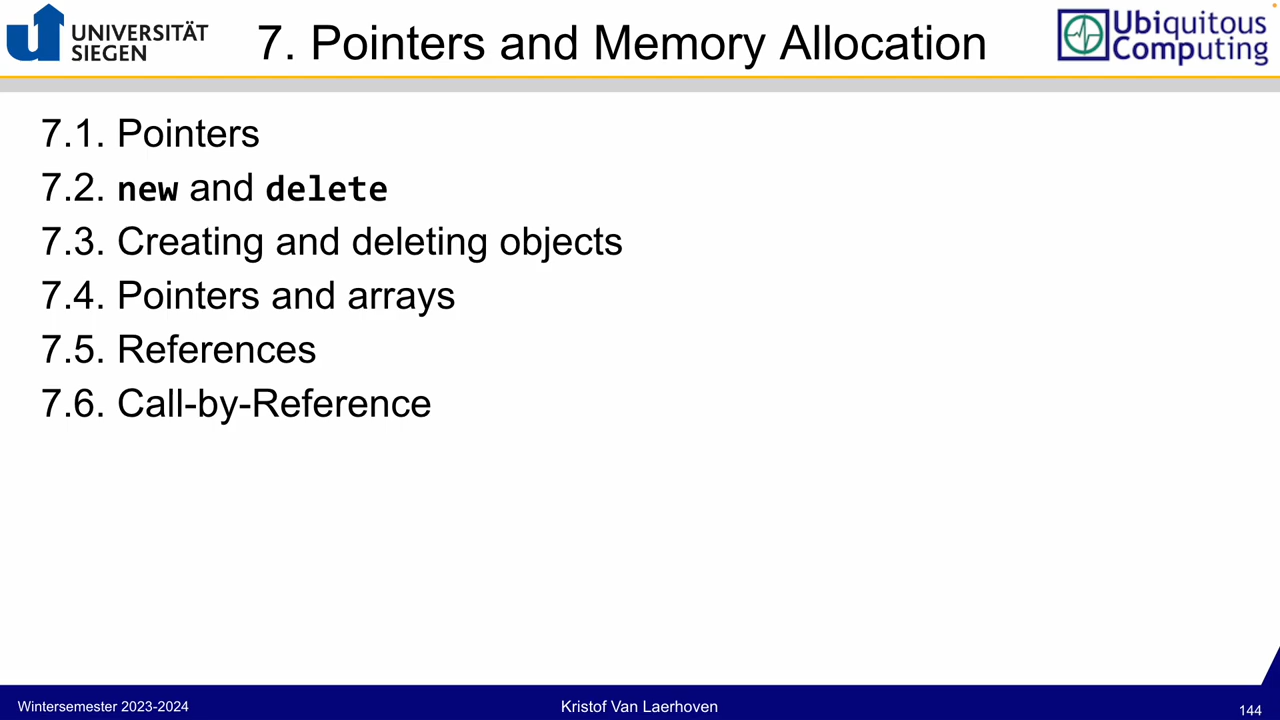 UNIVERSITÄT
SIEGEN
7. Pointers and Memory Allocation
Ubiquitous
Computing
7.1. Pointers
7.2. new and delete
7.3. Creating and deleting objects
7.4. Pointers and arrays
7.5. References
7.6. Call-by-Reference
Wintersemester 2023-2024
Kristof Van Laerhoven
144